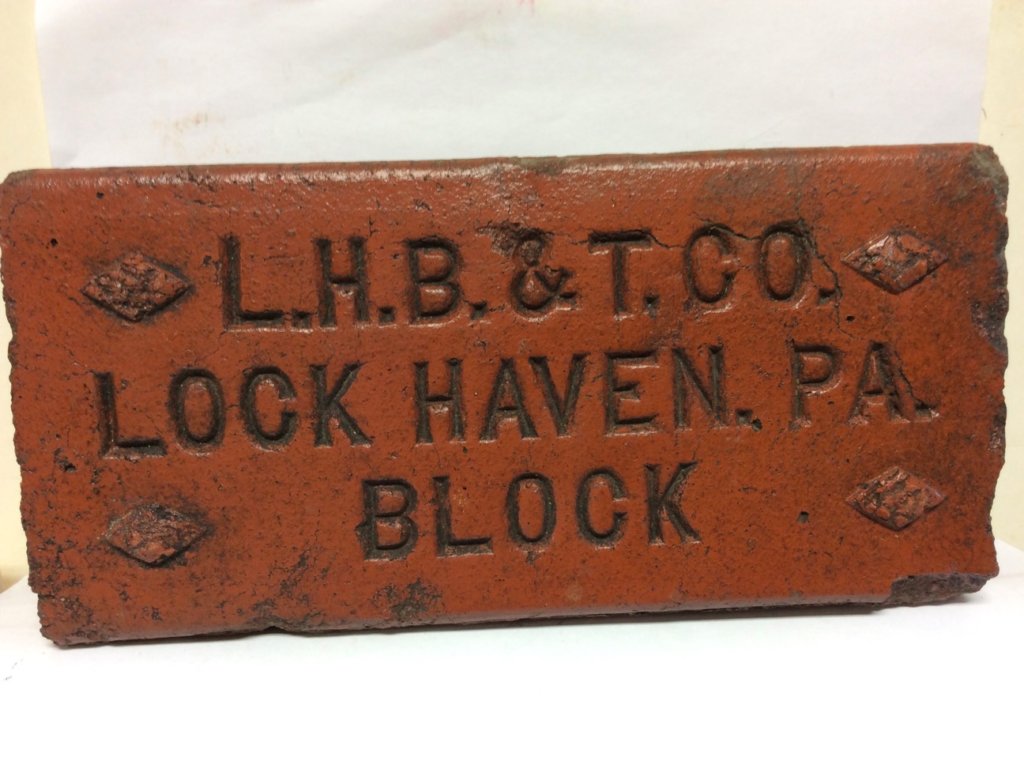 L.H.B. & T. CO.
LOCK HAVEN. PA.
BLOCK